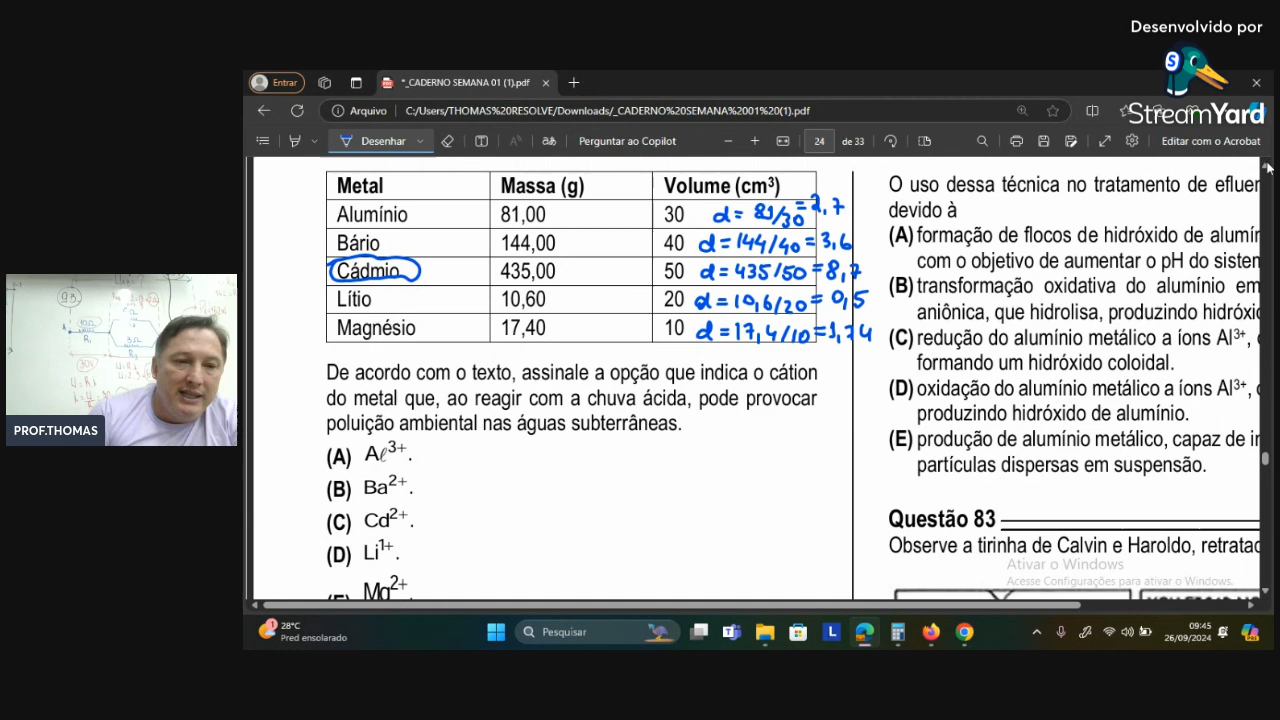 Desenvolvido por
S
StreamYard
Entrar
*_CADERNO SEMANA 01 (1).pdf
Arquivo
C:/Users/THOMAS%20RESOLVE/Downloads/_CADERNO%20SEMANA%2001%20(1).pdf
Desenhar
Perguntar ao Copilot
24
de 33
Editar com o Acrobat
Metal Massa (g) Volume (cm³)
Alumínio 81,00 30 d = 81/30 = 2,7
Bário 144,00 40 d = 144/40 = 3,6
Cádmio 435,00 50 d = 435/50 = 8,7
Lítio 10,60 20 d = 10,6/20 = 0,5
Magnésio 17,40 10 d = 17,4/10 = 1,74
De acordo com o texto, assinale a opção que indica o cátion
do metal que, ao reagir com a chuva ácida, pode provocar
poluição ambiental nas águas subterrâneas.
(A) Aℓ³⁺.
(B) Ba²⁺.
(C) Cd²⁺.
(D) Li¹⁺.
(E) Mg²⁺
O uso dessa técnica no tratamento de efluen
devido à
(A) formação de flocos de hidróxido de alumín
com o objetivo de aumentar o pH do sistem
(B) transformação oxidativa do alumínio em
aniônica, que hidrolisa, produzindo hidróxid
(C) redução do alumínio metálico a íons Al³⁺,
formando um hidróxido coloidal.
(D) oxidação do alumínio metálico a íons Al³⁺,
produzindo hidróxido de alumínio.
(E) produção de alumínio metálico, capaz de in
partículas dispersas em suspensão.
Questão 83
Observe a tirinha de Calvin e Haroldo, retratad
Ativar o Windows
Acesse Configurações para ativar o Windows.
93
PROF.THOMAS
1
28°C
Pred ensolarado
Pesquisar
L
09:45
26/09/2024